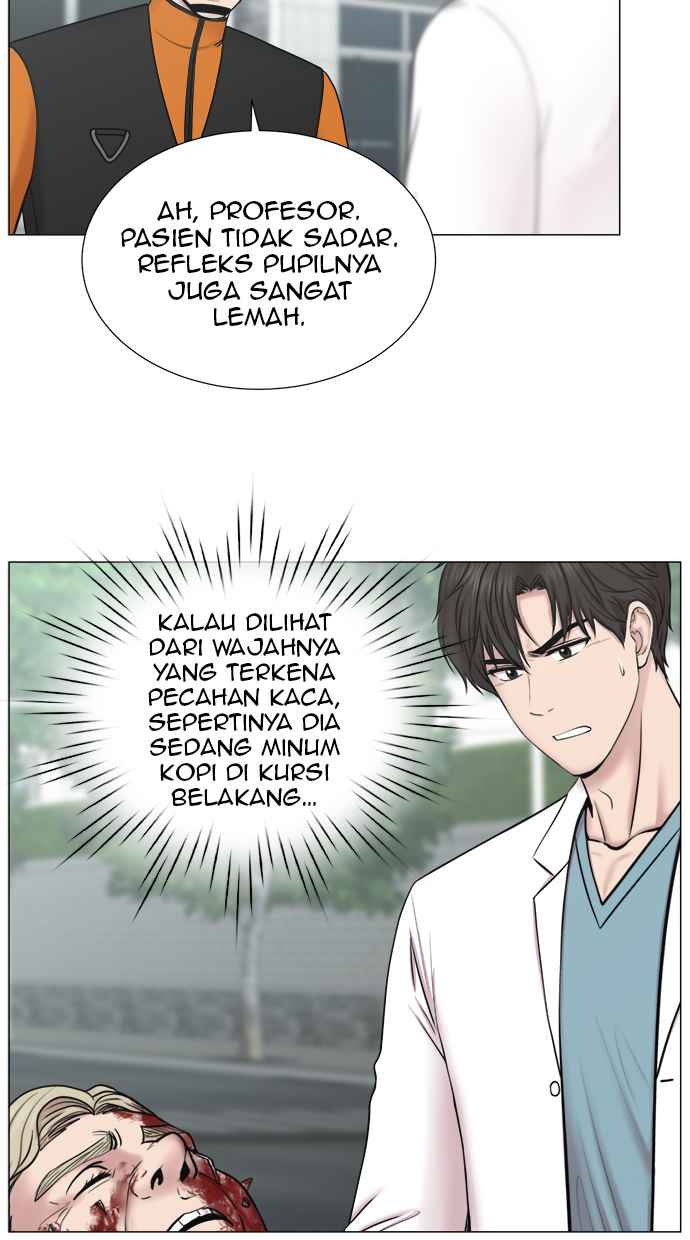 AH, PROFESOR.
PASIEN TIDAK SADAR.
REFLEKS PUPILNYA
JUGA SANGAT
LEMAH.
KALAU DILIHAT
DARI WAJAHNYA
YANG TERKENA
PECAHAN KACA,
SEPERTINYA DIA
SEDANG MINUM
KOPI DI KURSI
BELAKANG...